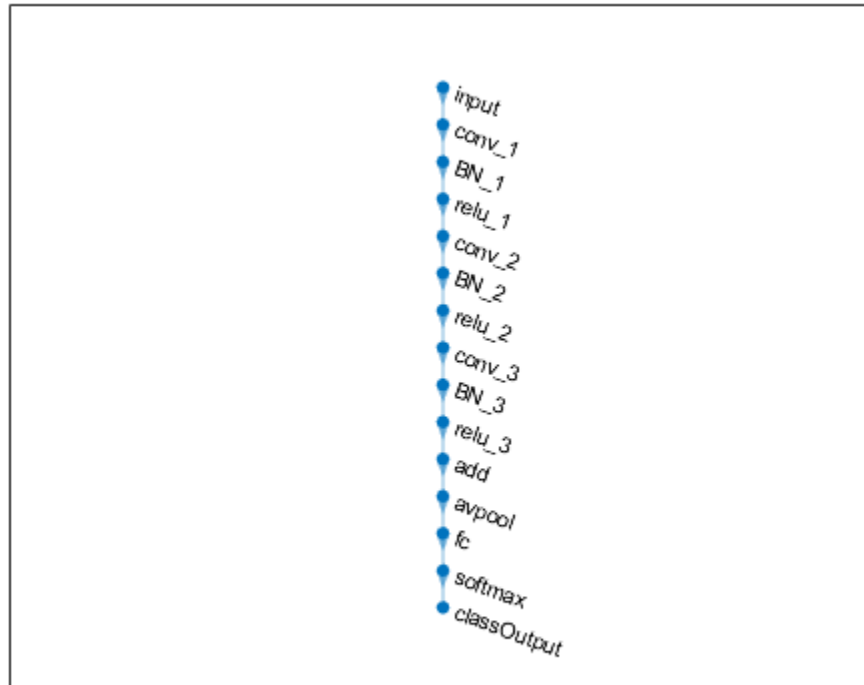 input
conv_1
BN_1
relu_1
conv_2
BN_2
relu_2
conv_3
BN_3
relu_3
add
avpool
fc
softmax
classOutput